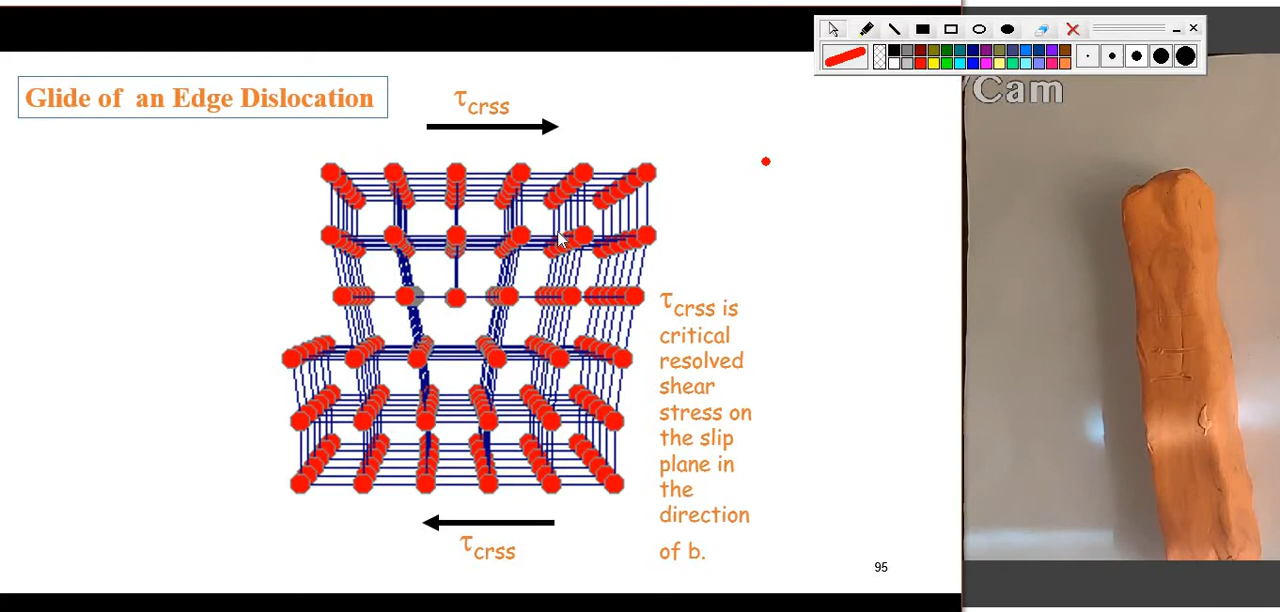 Glide of an Edge Dislocation
τcrss
τcrss is
critical
resolved
shear
stress on
the slip
plane in
the
direction
of b.
τcrss
95
Cam